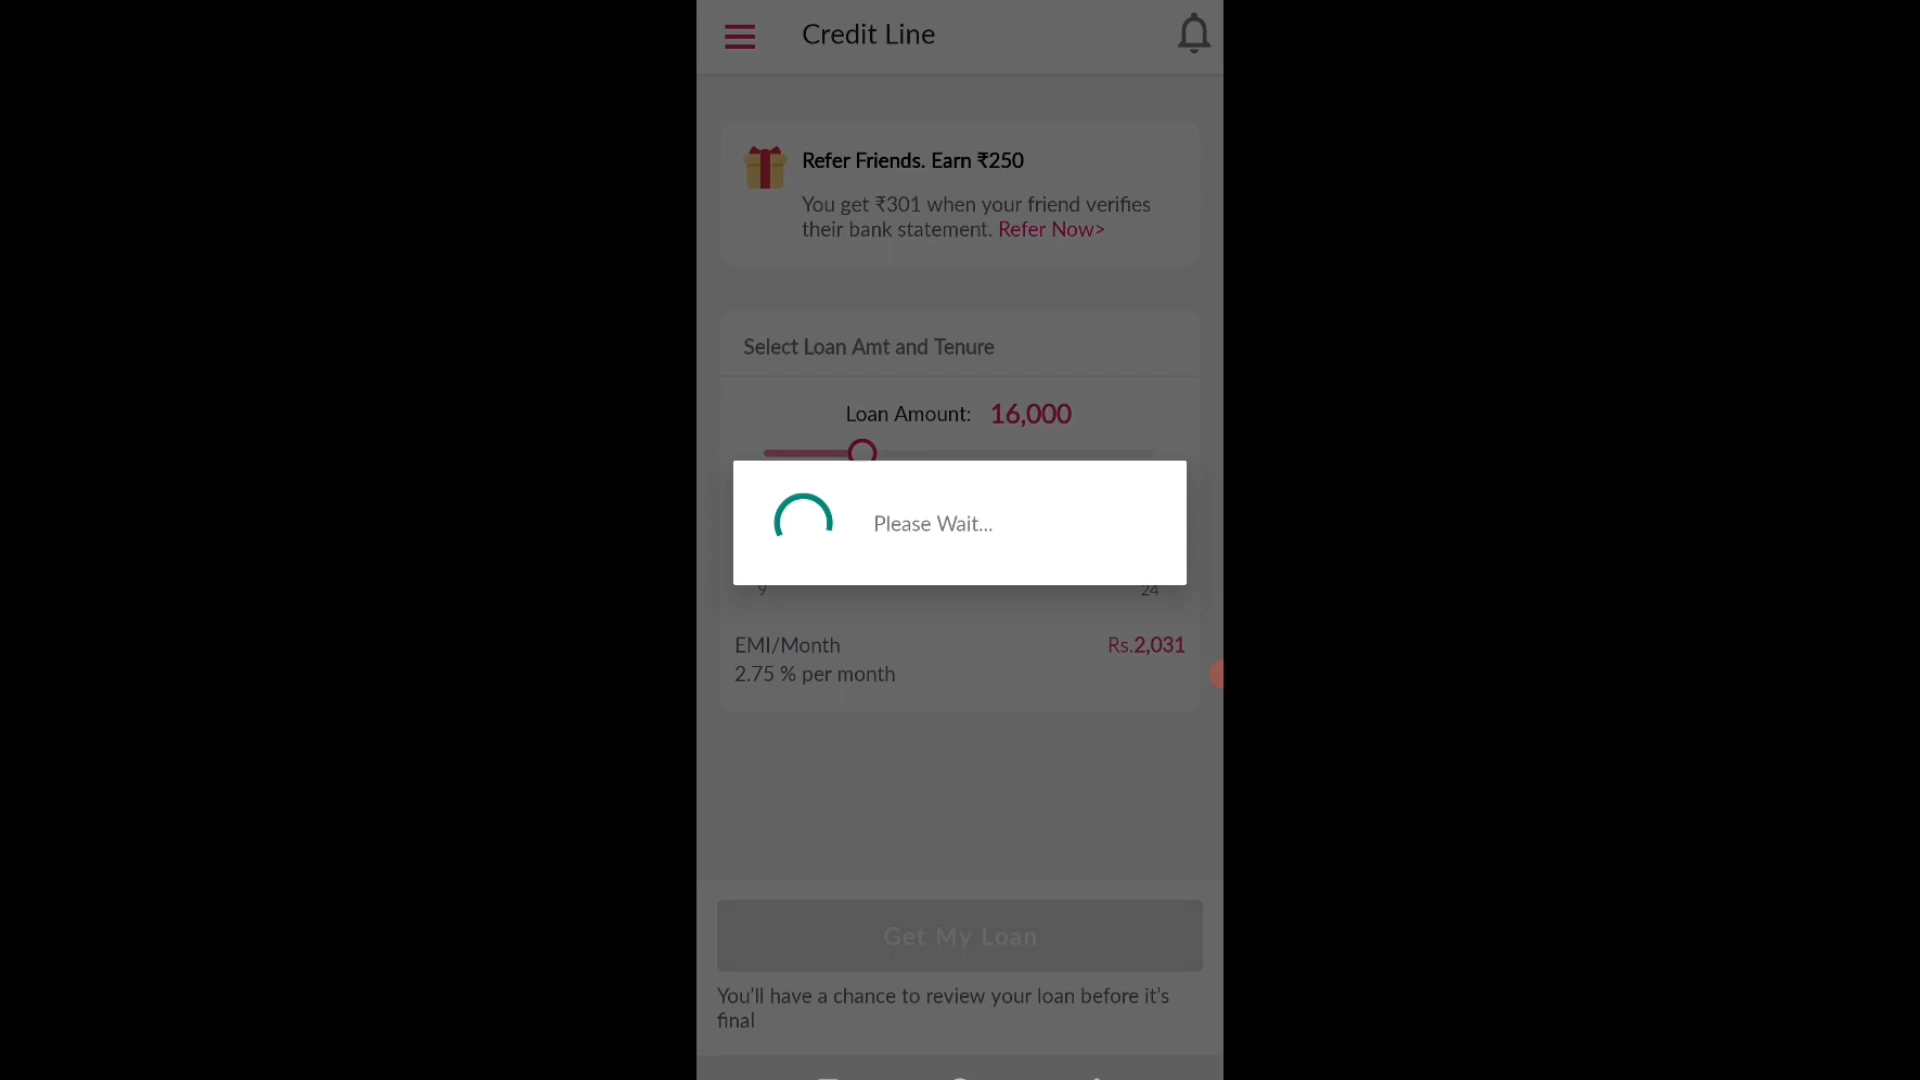 Credit Line
Refer Friends. Earn ₹250
You get ₹301 when your friend verifies
their bank statement. Refer Now>
Select Loan Amt and Tenure
Loan Amount: 16,000
Please Wait...
9 24
EMI/Month Rs.2,031
2.75 % per month
Get My Loan
You'll have a chance to review your loan before it's
final